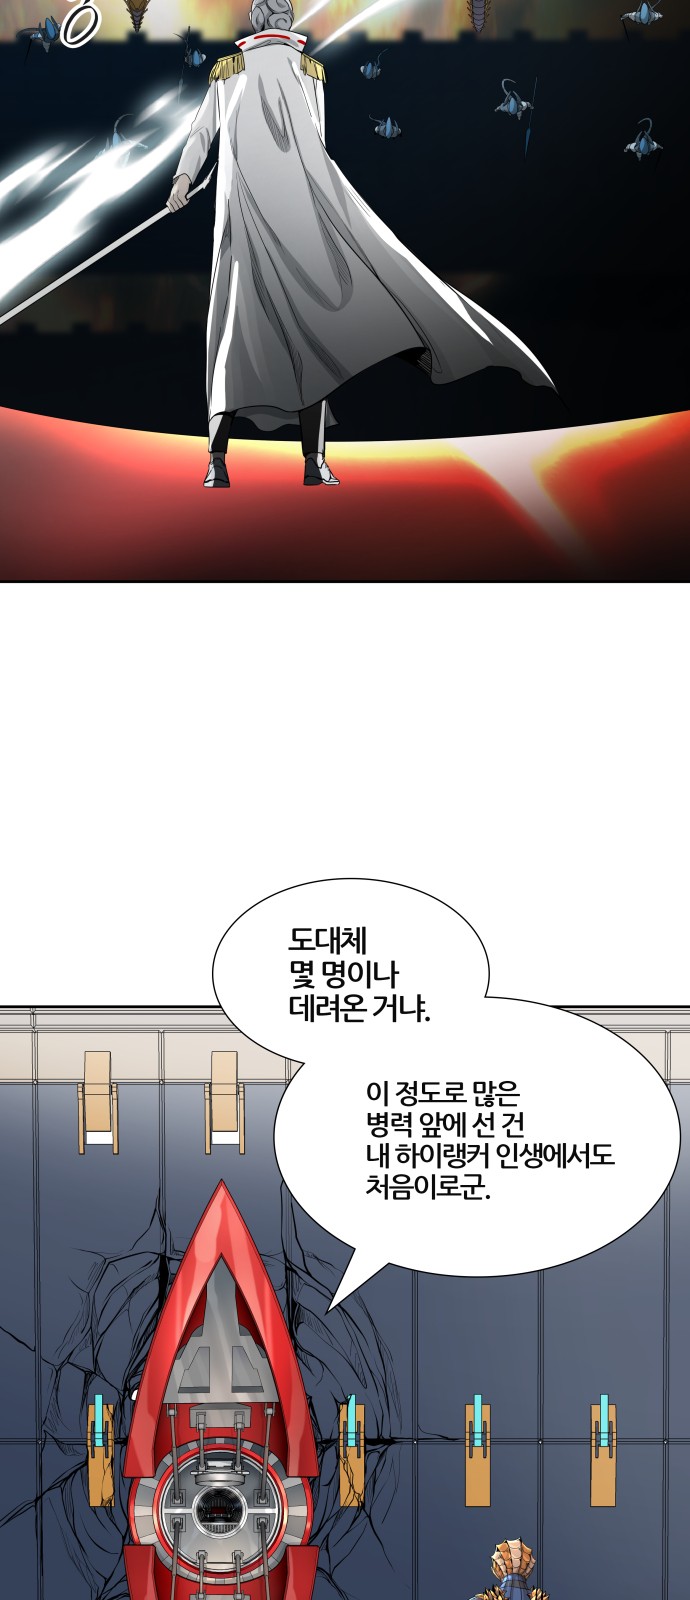 도대체
몇 명이나
데려온 거냐.
이 정도로 많은
병력 앞에 선 건
내 하이랭커 인생에서도
처음이로군.